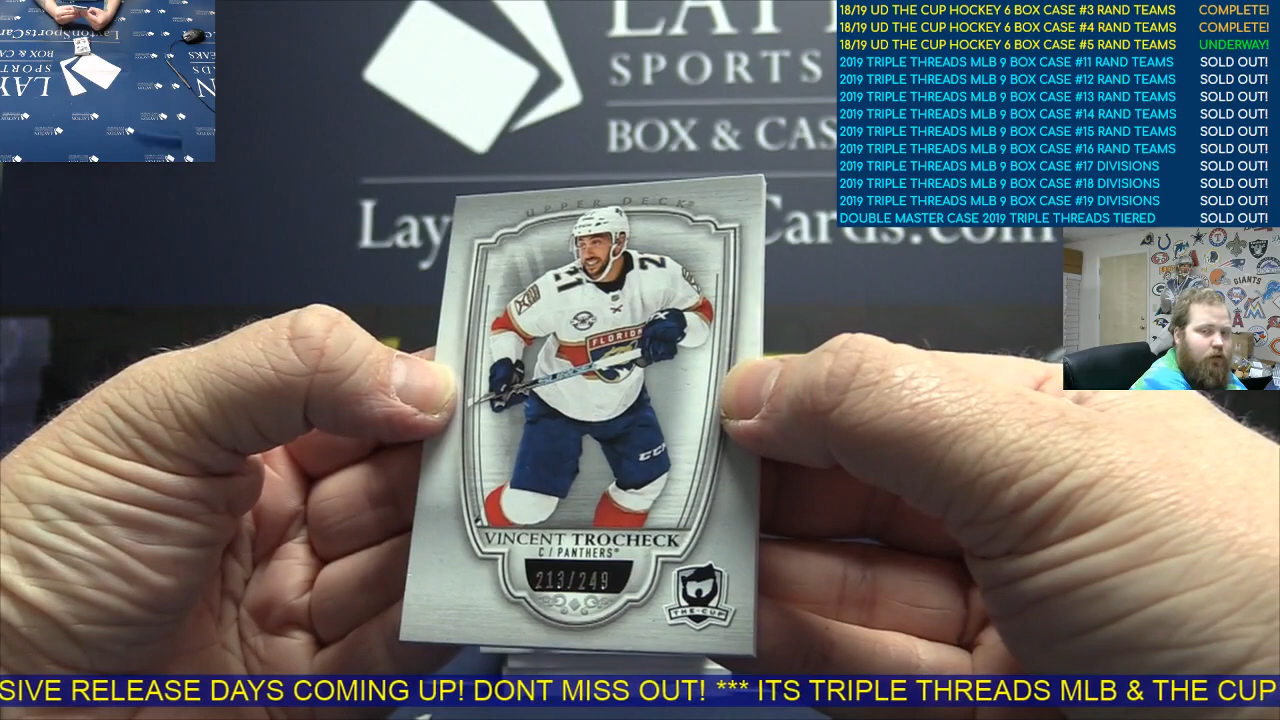 18/19 UD THE CUP HOCKEY 6 BOX CASE #3 RAND TEAMS COMPLETE!
18/19 UD THE CUP HOCKEY 6 BOX CASE #4 RAND TEAMS COMPLETE!
18/19 UD THE CUP HOCKEY 6 BOX CASE #5 RAND TEAMS UNDERWAY!
2019 TRIPLE THREADS MLB 9 BOX CASE #11 RAND TEAMS SOLD OUT!
2019 TRIPLE THREADS MLB 9 BOX CASE #12 RAND TEAMS SOLD OUT!
2019 TRIPLE THREADS MLB 9 BOX CASE #13 RAND TEAMS SOLD OUT!
2019 TRIPLE THREADS MLB 9 BOX CASE #14 RAND TEAMS SOLD OUT!
2019 TRIPLE THREADS MLB 9 BOX CASE #15 RAND TEAMS SOLD OUT!
2019 TRIPLE THREADS MLB 9 BOX CASE #16 RAND TEAMS SOLD OUT!
2019 TRIPLE THREADS MLB 9 BOX CASE #17 DIVISIONS SOLD OUT!
2019 TRIPLE THREADS MLB 9 BOX CASE #18 DIVISIONS SOLD OUT!
2019 TRIPLE THREADS MLB 9 BOX CASE #19 DIVISIONS SOLD OUT!
DOUBLE MASTER CASE 2019 TRIPLE THREADS TIERED SOLD OUT!
LAYT
SPORTS
BOX & CAS
Lay
Cards.com
GIANTS
UPPER DECK
21
FLORIDA
CCM
VINCENT TROCHECK
C / PANTHERS
213/249
THE CUP
SIVE RELEASE DAYS COMING UP! DONT MISS OUT! *** ITS TRIPLE THREADS MLB & THE CUP